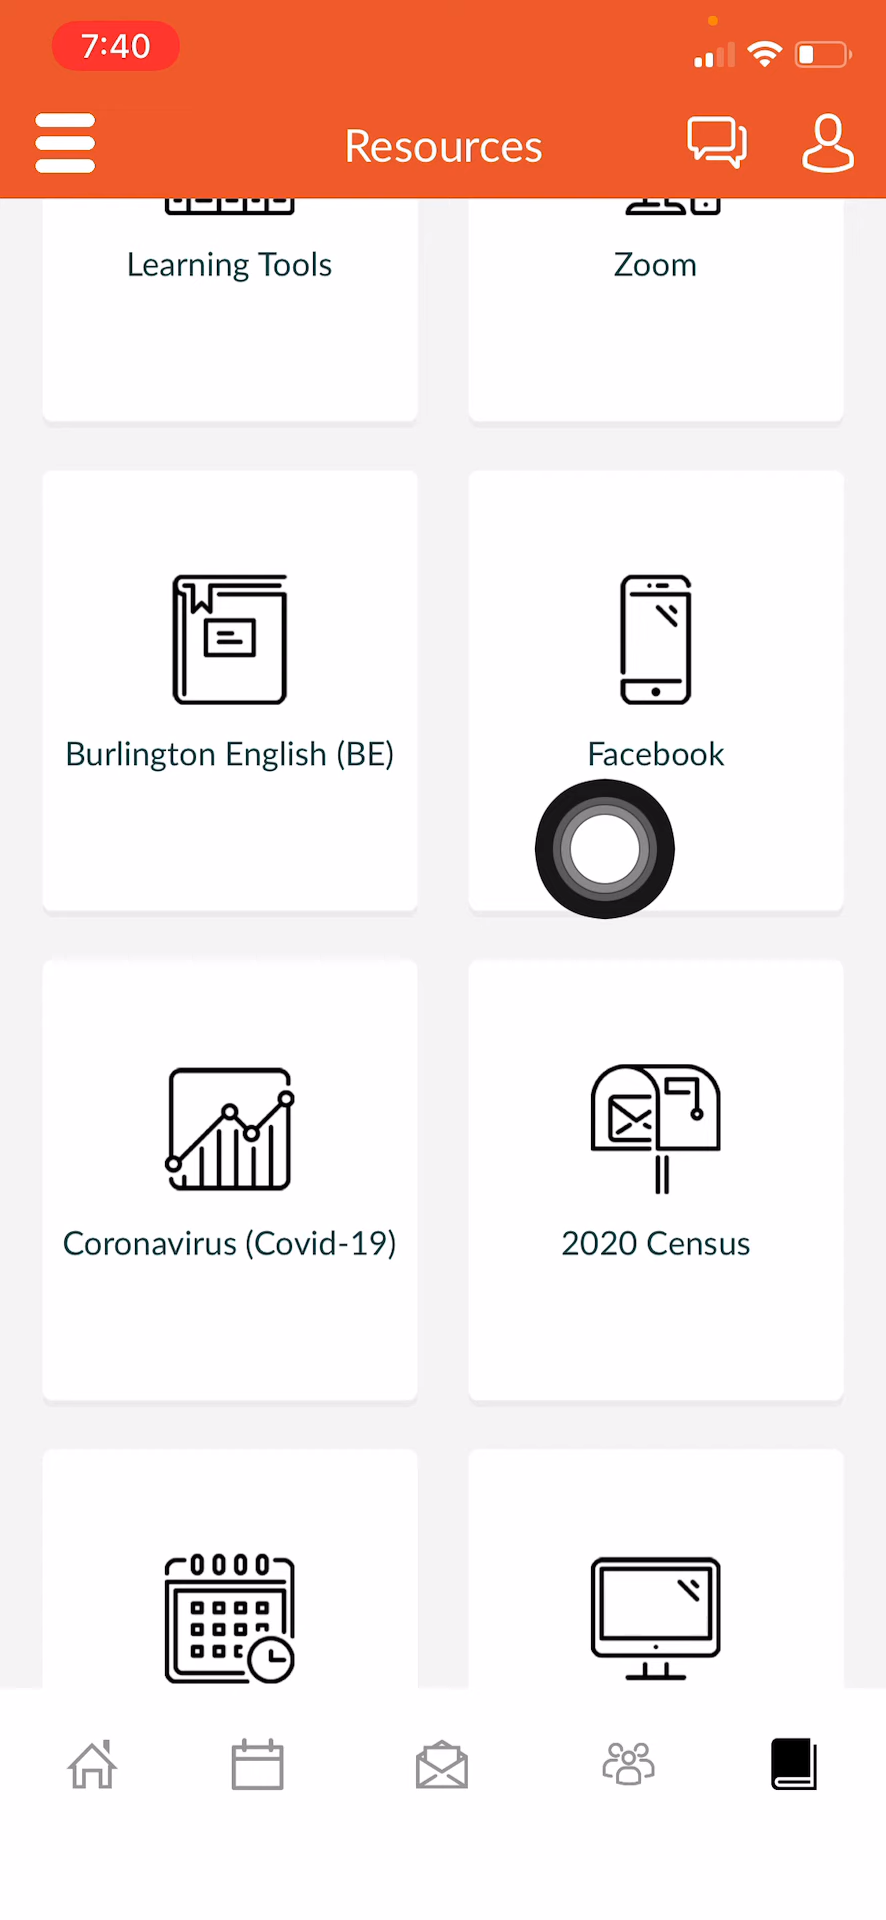 7:40
Resources
Learning Tools
Zoom
Burlington English (BE)
Facebook
Coronavirus (Covid-19)
2020 Census